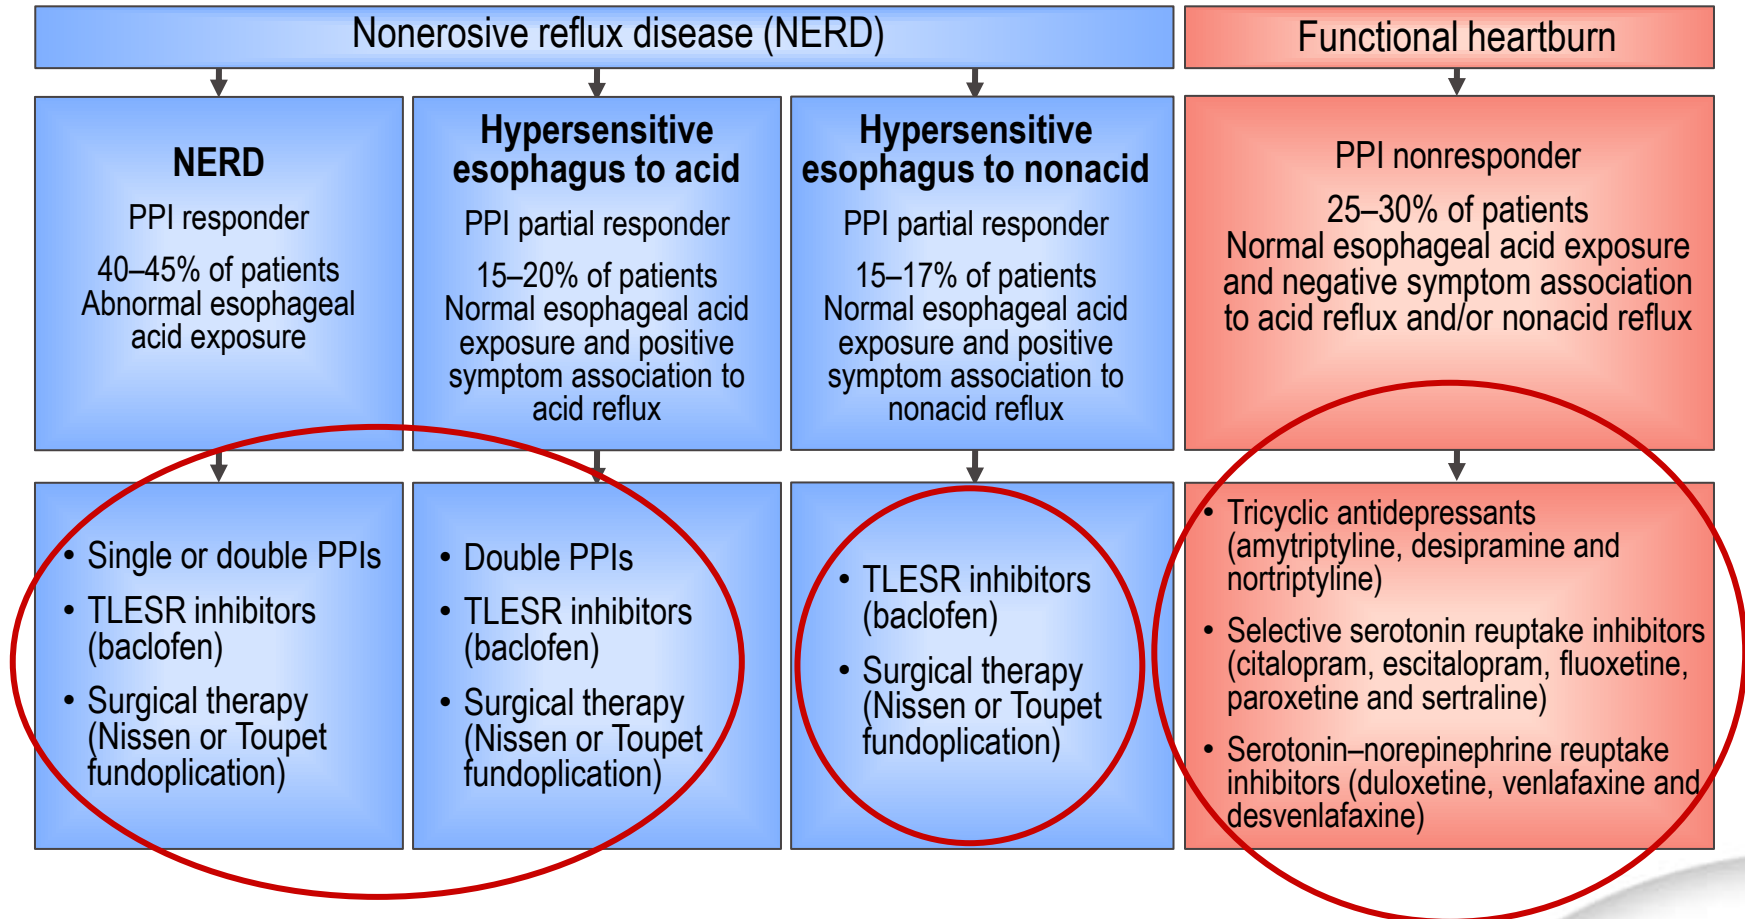 Nonerosive reflux disease (NERD)
Functional heartburn
NERD
PPI responder
40–45% of patients
Abnormal esophageal
acid exposure
Hypersensitive
esophagus to acid
PPI partial responder
15–20% of patients
Normal esophageal acid
exposure and positive
symptom association to
acid reflux
Hypersensitive
esophagus to nonacid
PPI partial responder
15–17% of patients
Normal esophageal acid
exposure and positive
symptom association to
nonacid reflux
PPI nonresponder
25–30% of patients
Normal esophageal acid exposure
and negative symptom association
to acid reflux and/or nonacid reflux
• Single or double PPIs
• TLESR inhibitors
(baclofen)
• Surgical therapy
(Nissen or Toupet
fundoplication)
• Double PPIs
• TLESR inhibitors
(baclofen)
• Surgical therapy
(Nissen or Toupet
fundoplication)
• TLESR inhibitors
(baclofen)
• Surgical therapy
(Nissen or Toupet
fundoplication)
• Tricyclic antidepressants
(amytriptyline, desipramine and
nortriptyline)
• Selective serotonin reuptake inhibitors
(citalopram, escitalopram, fluoxetine,
paroxetine and sertraline)
• Serotonin–norepinephrine reuptake
inhibitors (duloxetine, venlafaxine and
desvenlafaxine)